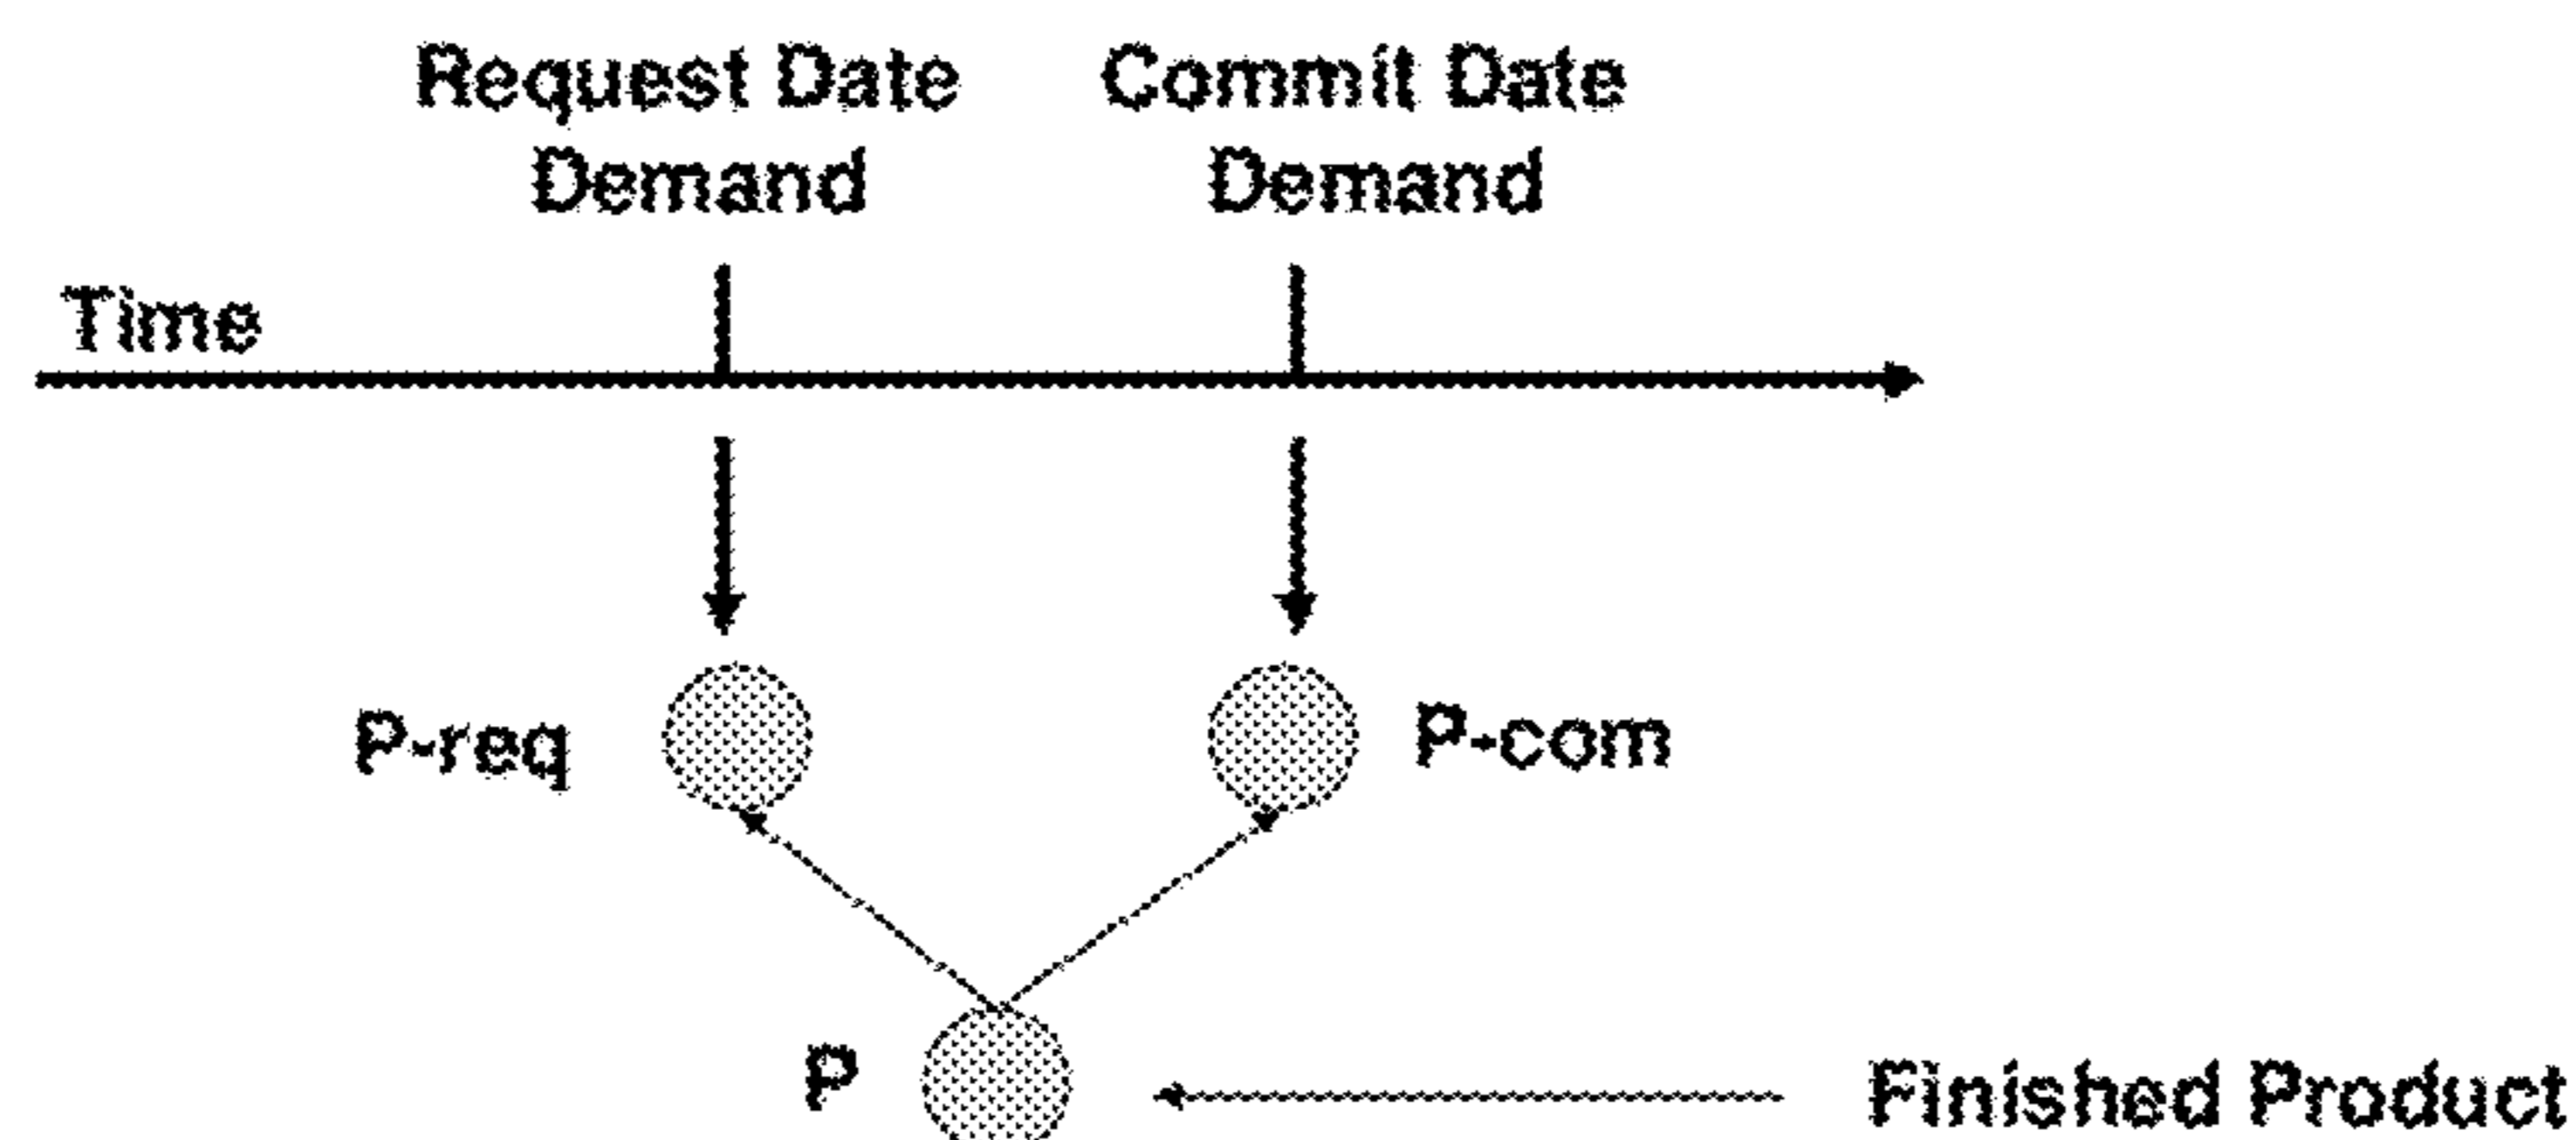 Request Date
Demand
Commit Date
Demand
Time
P-req
P-com
P
Finished Product